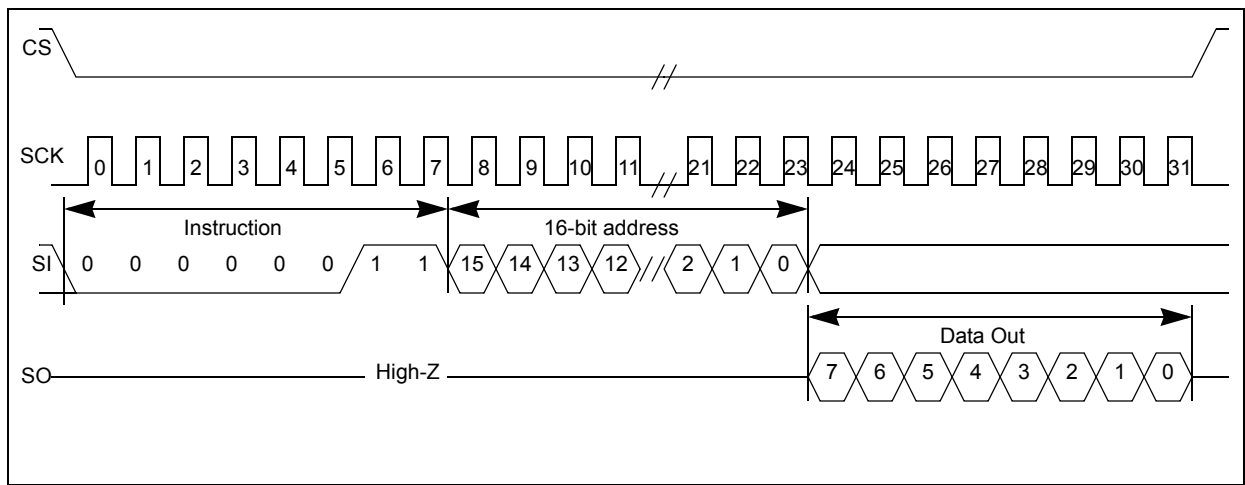 CS
SCK 0 1 2 3 4 5 6 7 8 9 10 11 21 22 23 24 25 26 27 28 29 30 31
Instruction 16-bit address
SI 0 0 0 0 0 0 1 1 15 14 13 12 2 1 0
Data Out
SO High-Z 7 6 5 4 3 2 1 0